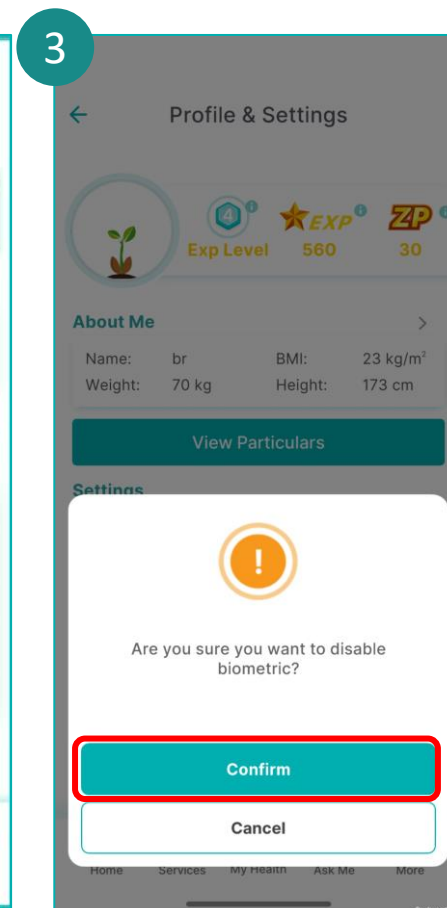 3
Profile & Settings
4
Exp Level
EXP
560
ZP
30
About Me
Name: br BMI: 23 kg/m²
Weight: 70 kg Height: 173 cm
View Particulars
Settings
!
Are you sure you want to disable
biometric?
Confirm
Cancel
Home Services My Health Ask Me More